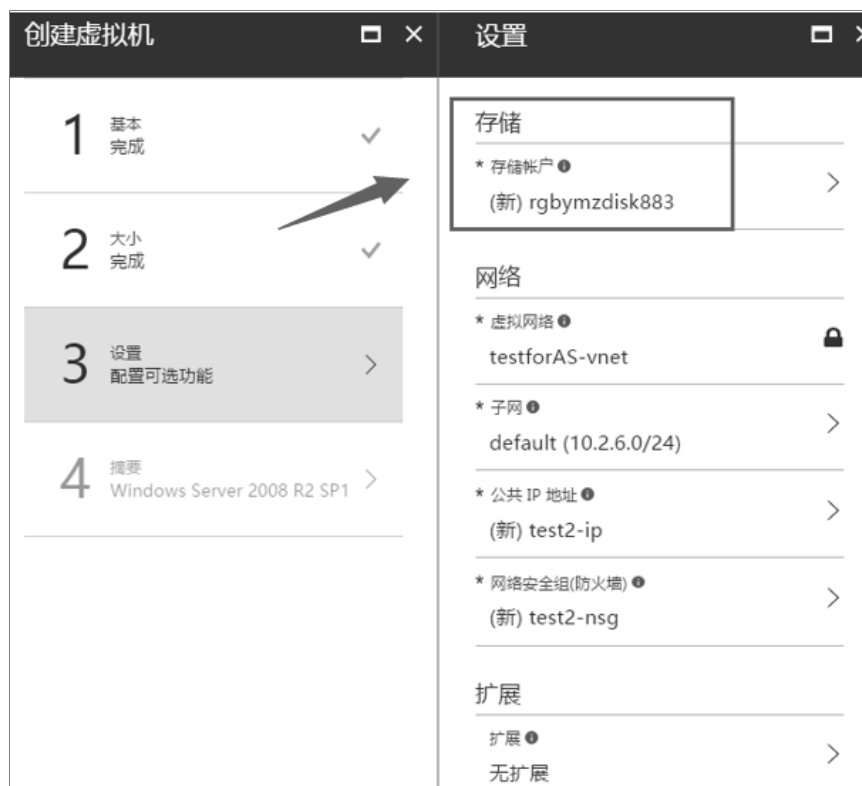 创建虚拟机
1
基本
完成
2
大小
完成
3
设置
配置可选功能
4
摘要
Windows Server 2008 R2 SP1
设置
存储
* 存储帐户
(新) rgbymzdisk883
网络
* 虚拟网络
testforAS-vnet
* 子网
default (10.2.6.0/24)
* 公共 IP 地址
(新) test2-ip
* 网络安全组(防火墙)
(新) test2-nsg
扩展
扩展
无扩展